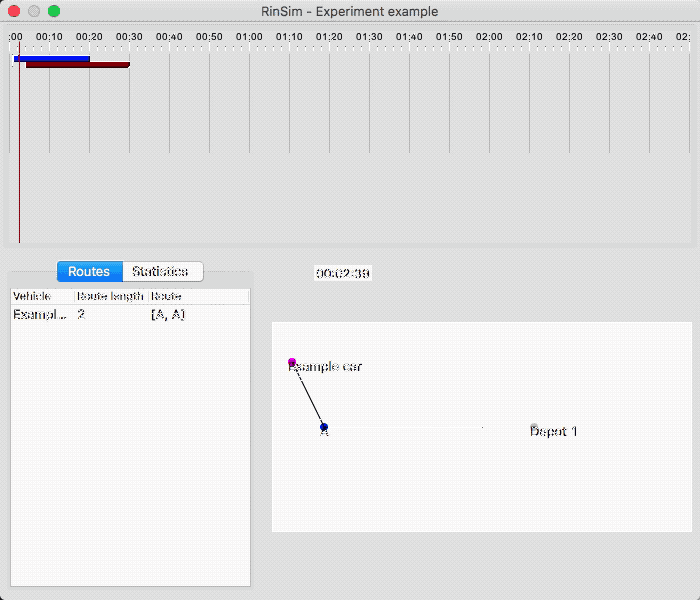 RinSim - Experiment example
:00 00:10 00:20 00:30 00:40 00:50 01:00 01:10 01:20 01:30 01:40 01:50 02:00 02:10 02:20 02:30 02:40 02:
Routes Statistics
00:02:39
Vehicle Route length Route
Exampl... 2 [A, A]
Example car
A
Depot 1